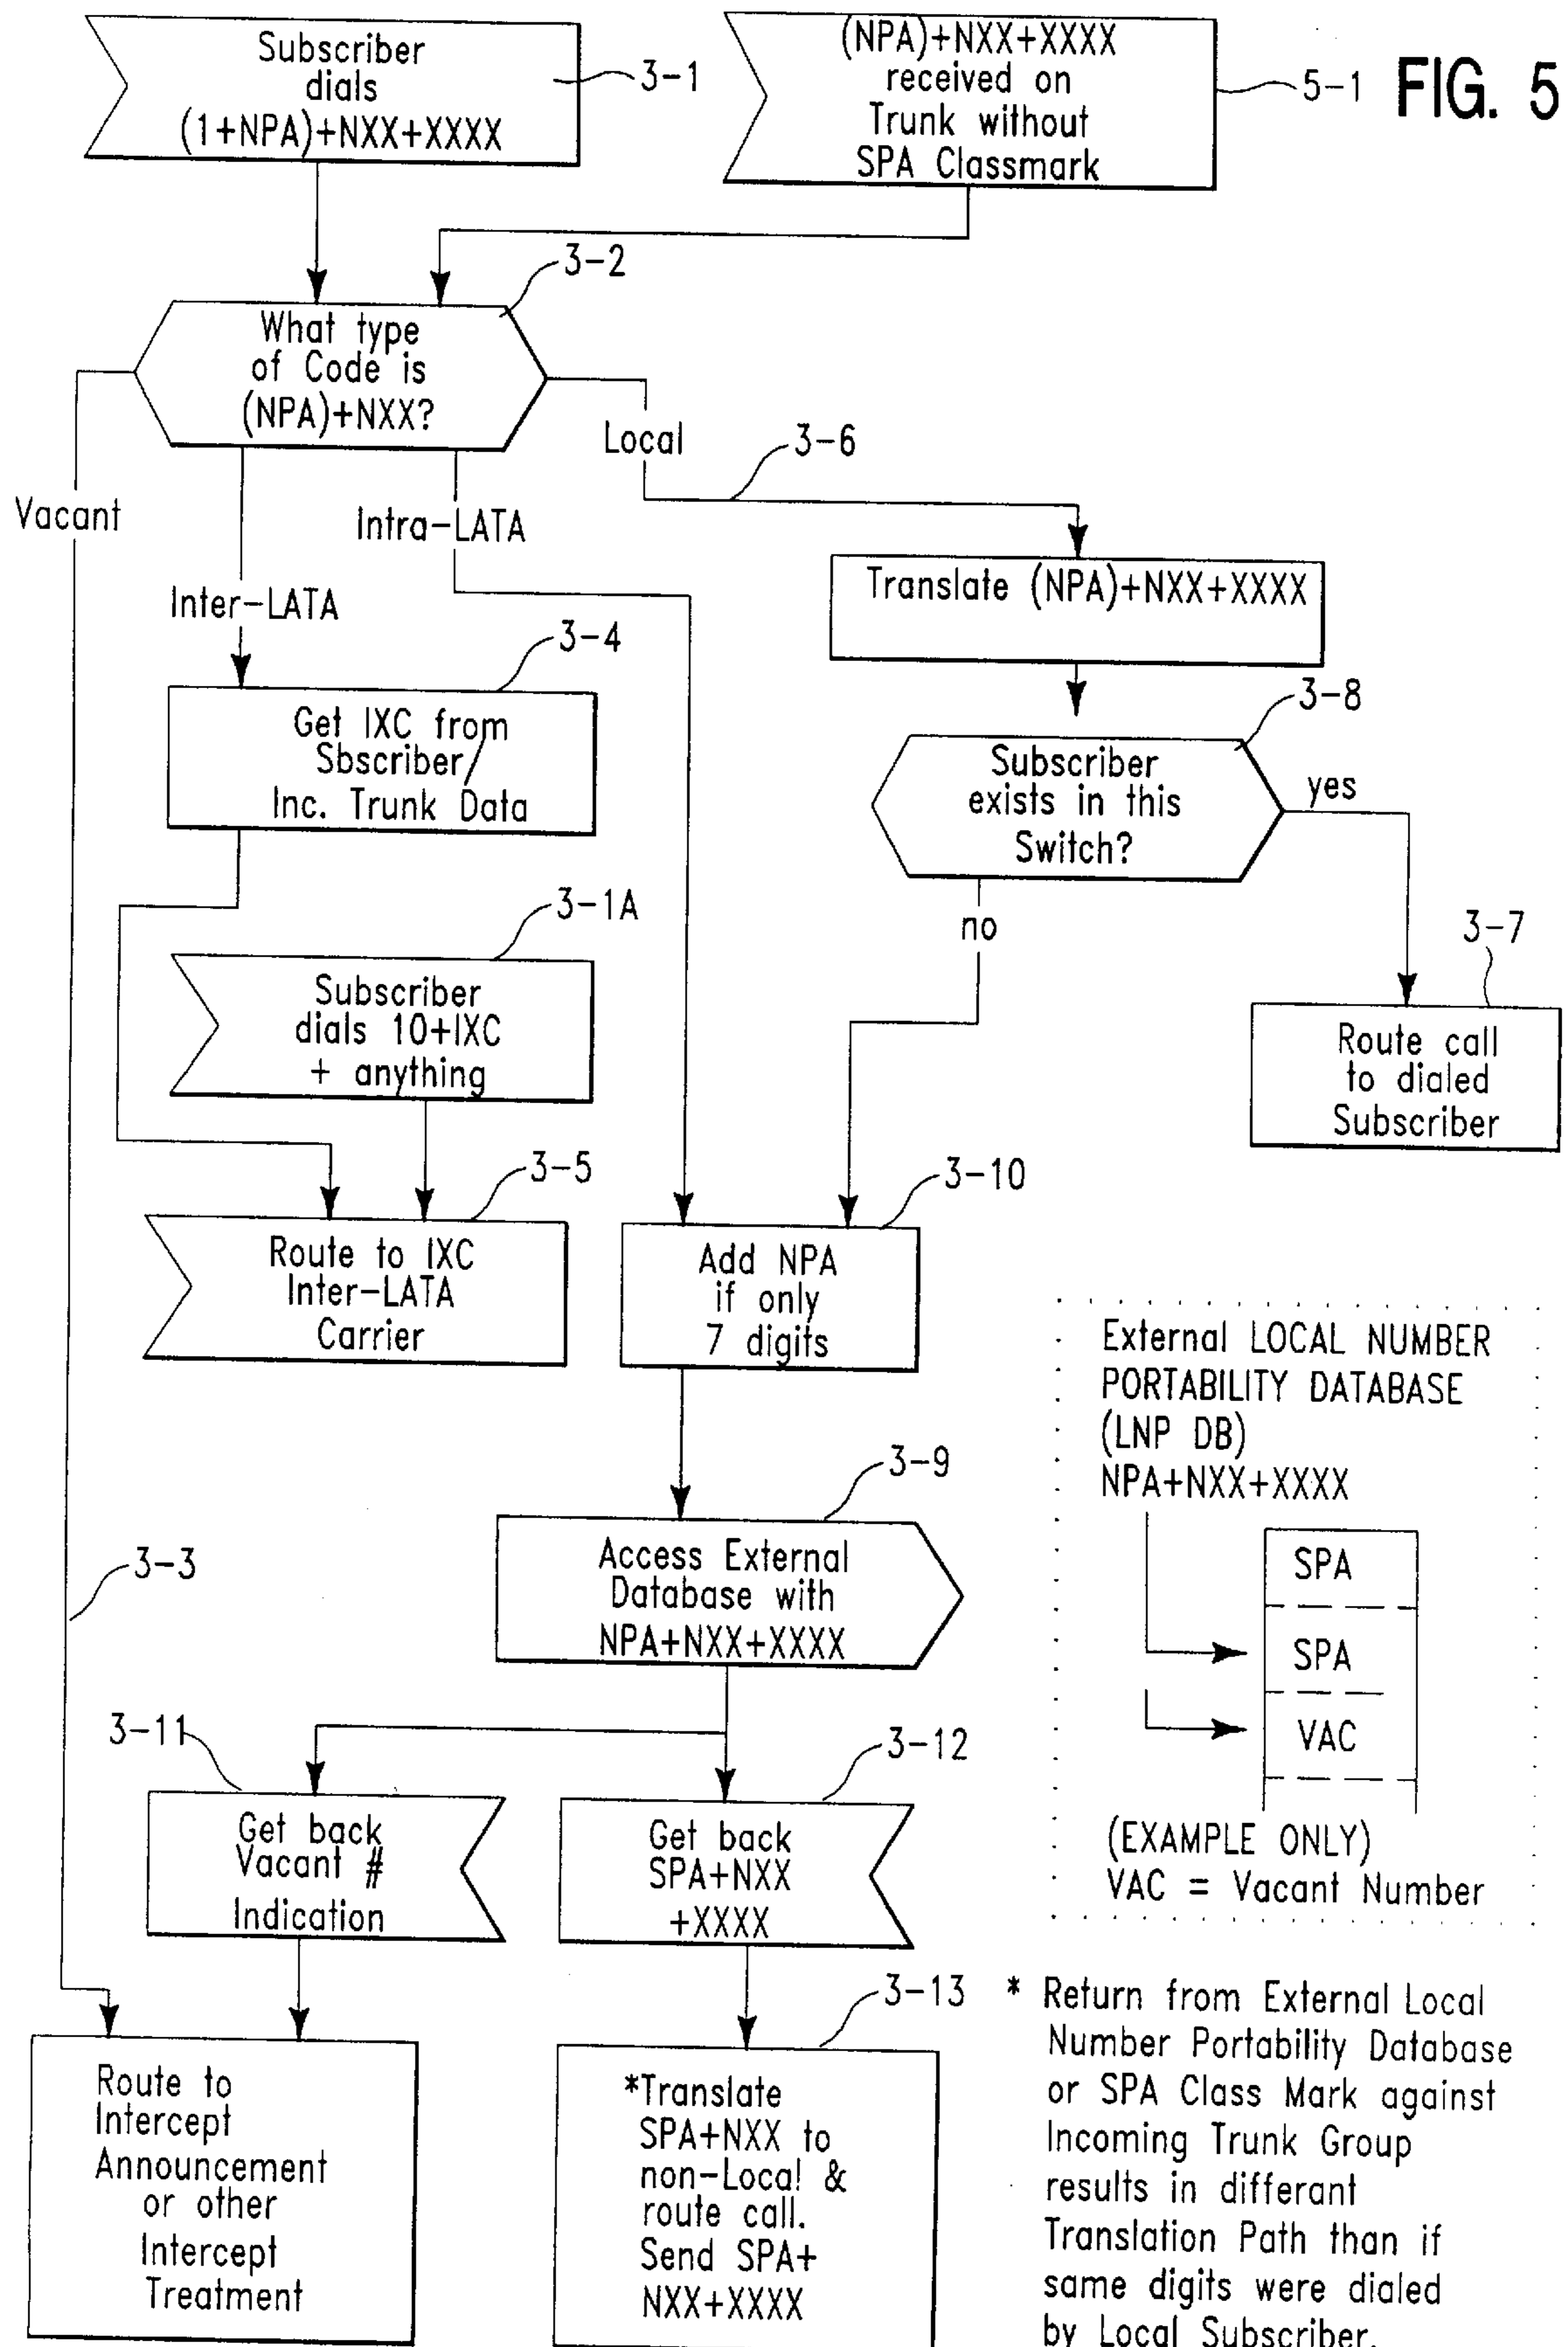 Subscriber
dials
(1+NPA)+NXX+XXXX
3-1
(NPA)+NXX+XXXX
received on
Trunk without
SPA Classmark
5-1
FIG. 5
3-2
What type
of Code is
(NPA)+NXX?
Local
3-6
Vacant
Intra-LATA
Inter-LATA
Translate (NPA)+NXX+XXXX
3-4
Get IXC from
Sbscriber/
Inc. Trunk Data
3-8
Subscriber
exists in this
Switch?
yes
no
3-1A
Subscriber
dials 10+IXC
+ anything
3-7
Route call
to dialed
Subscriber
3-5
Route to IXC
Inter-LATA
Carrier
3-10
Add NPA
if only
7 digits
External LOCAL NUMBER
PORTABILITY DATABASE
(LNP DB)
NPA+NXX+XXXX
SPA
SPA
VAC
(EXAMPLE ONLY)
VAC = Vacant Number
3-9
Access External
Database with
NPA+NXX+XXXX
3-3
3-11
Get back
Vacant #
Indication
3-12
Get back
SPA+NXX
+XXXX
3-13
Route to
Intercept
Announcement
or other
Intercept
Treatment
*Translate
SPA+NXX to
non-Local &
route call.
Send SPA+
NXX+XXXX
* Return from External Local
Number Portability Database
or SPA Class Mark against
Incoming Trunk Group
results in differant
Translation Path than if
same digits were dialed
by Local Subscriber.